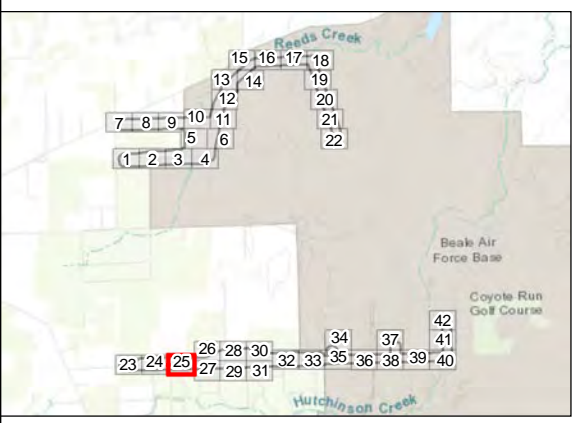 Reeds Creek
15 16 17 18
13 14 19
12 20
7 8 9 10 11 21
5 6 22
1 2 3 4
Beale Air
Force Base
Coyote Run
Golf Course
42
34 37 41
26 28 30
23 24 25 27 29 31 32 33 35 36 38 39 40
Hutchinson Creek